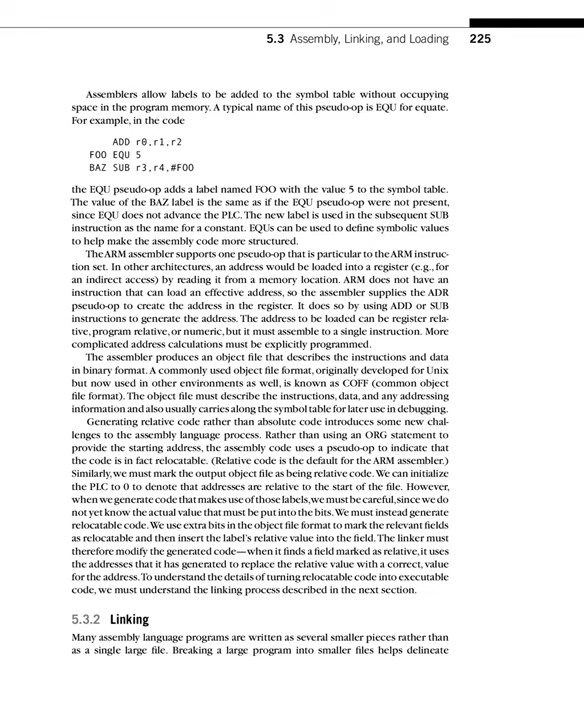 5.3 Assembly, Linking, and Loading 225
Assemblers allow labels to be added to the symbol table without occupying
space in the program memory. A typical name of this pseudo-op is EQU for equate.
For example, in the code
ADD r0,r1,r2
FOO EQU 5
BAZ SUB r3,r4,#FOO
the EQU pseudo-op adds a label named FOO with the value 5 to the symbol table.
The value of the BAZ label is the same as if the EQU pseudo-op were not present,
since EQU does not advance the PLC. The new label is used in the subsequent SUB
instruction as the name for a constant. EQUs can be used to define symbolic values
to help make the assembly code more structured.
The ARM assembler supports one pseudo-op that is particular to the ARM instruc-
tion set. In other architectures, an address would be loaded into a register (e.g., for
an indirect access) by reading it from a memory location. ARM does not have an
instruction that can load an effective address, so the assembler supplies the ADR
pseudo-op to create the address in the register. It does so by using ADD or SUB
instructions to generate the address. The address to be loaded can be register rela-
tive, program relative, or numeric, but it must assemble to a single instruction. More
complicated address calculations must be explicitly programmed.
The assembler produces an object file that describes the instructions and data
in binary format. A commonly used object file format, originally developed for Unix
but now used in other environments as well, is known as COFF (common object
file format). The object file must describe the instructions, data, and any addressing
information and also usually carries along the symbol table for later use in debugging.
Generating relative code rather than absolute code introduces some new chal-
lenges to the assembly language process. Rather than using an ORG statement to
provide the starting address, the assembly code uses a pseudo-op to indicate that
the code is in fact relocatable. (Relative code is the default for the ARM assembler.)
Similarly, we must mark the output object file as being relative code. We can initialize
the PLC to 0 to denote that addresses are relative to the start of the file. However,
when we generate code that makes use of those labels, we must be careful, since we do
not yet know the actual value that must be put into the bits. We must instead generate
relocatable code. We use extra bits in the object file format to mark the relevant fields
as relocatable and then insert the label's relative value into the field. The linker must
therefore modify the generated code—when it finds a field marked as relative, it uses
the addresses that it has generated to replace the relative value with a correct, value
for the address. To understand the details of turning relocatable code into executable
code, we must understand the linking process described in the next section.
5.3.2 Linking
Many assembly language programs are written as several smaller pieces rather than
as a single large file. Breaking a large program into smaller files helps delineate